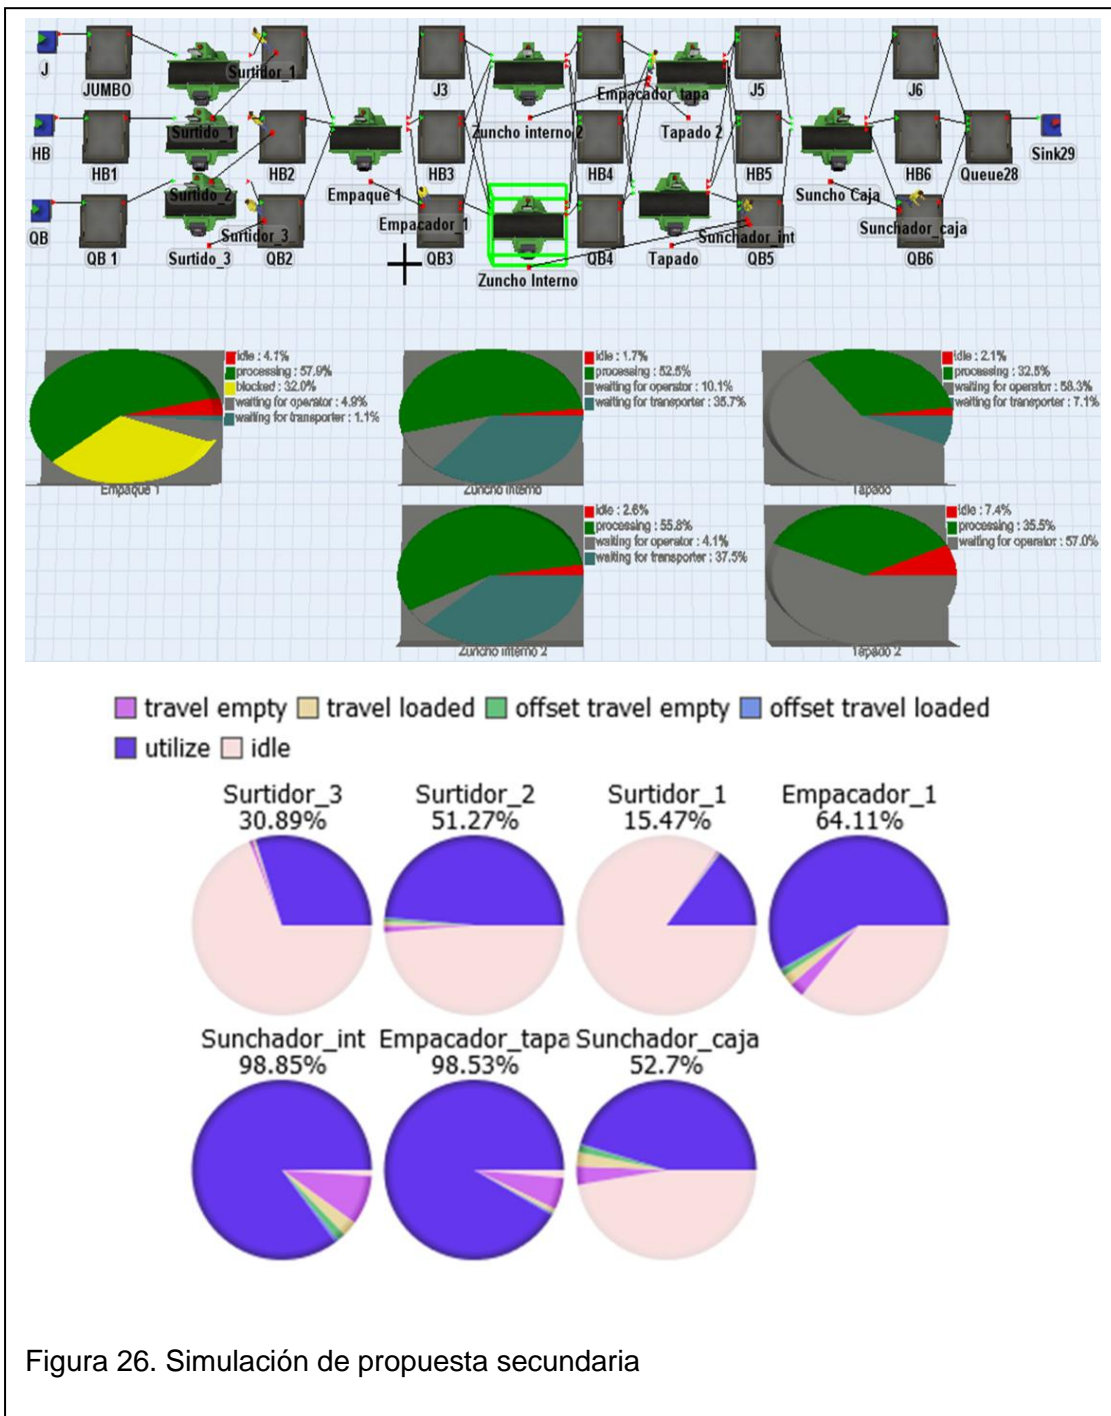 J
JUMBO
Surtidor_1
J3
Empacador_tapa
J5
J6
HB
HB1
Surtido_1
HB2
Empaque 1
HB3
Zuncho interno 2
HB4
Tapado 2
HB5
Suncho Caja
HB6
Queue28
Sink29
QB
QB 1
Surtido_2
Surtido_3
Surtidor_3
QB2
Empacador_1
QB3
Zuncho Interno
QB4
Tapado
Sunchador_int
QB5
Sunchador_caja
QB6
idle : 4.1%
processing : 57.9%
blocked : 32.0%
waiting for operator : 4.9%
waiting for transporter : 1.1%
Empaque 1
idle : 1.7%
processing : 52.5%
waiting for operator : 10.1%
waiting for transporter : 35.7%
Zuncho Interno
idle : 2.1%
processing : 32.5%
waiting for operator : 58.3%
waiting for transporter : 7.1%
Tapado
idle : 2.6%
processing : 55.8%
waiting for operator : 4.1%
waiting for transporter : 37.5%
Zuncho interno 2
idle : 7.4%
processing : 35.5%
waiting for operator : 57.0%
Tapado 2
travel empty travel loaded offset travel empty offset travel loaded
utilize idle
Surtidor_3 Surtidor_2 Surtidor_1 Empacador_1
30.89% 51.27% 15.47% 64.11%
Sunchador_int Empacador_tapa Sunchador_caja
98.85% 98.53% 52.7%
Figura 26. Simulación de propuesta secundaria